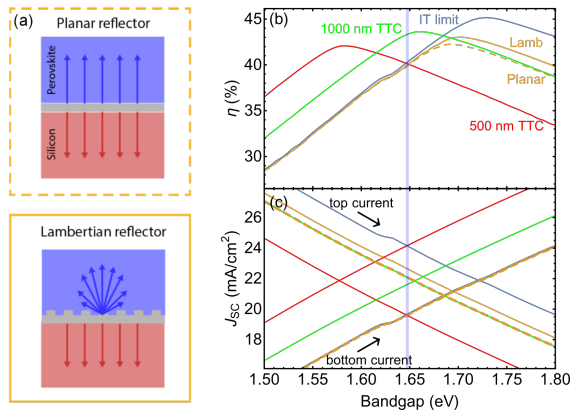 (a)
Planar reflector
Perovskite
Silicon
Lambertian reflector
(b)
1000 nm TTC
IT limit
Lamb
Planar
500 nm TTC
η (%)
45
40
35
30
(c)
top current
bottom current
JSC (mA/cm²)
26
24
22
20
18
1.50
1.55
1.60
1.65
1.70
1.75
1.80
Bandgap (eV)